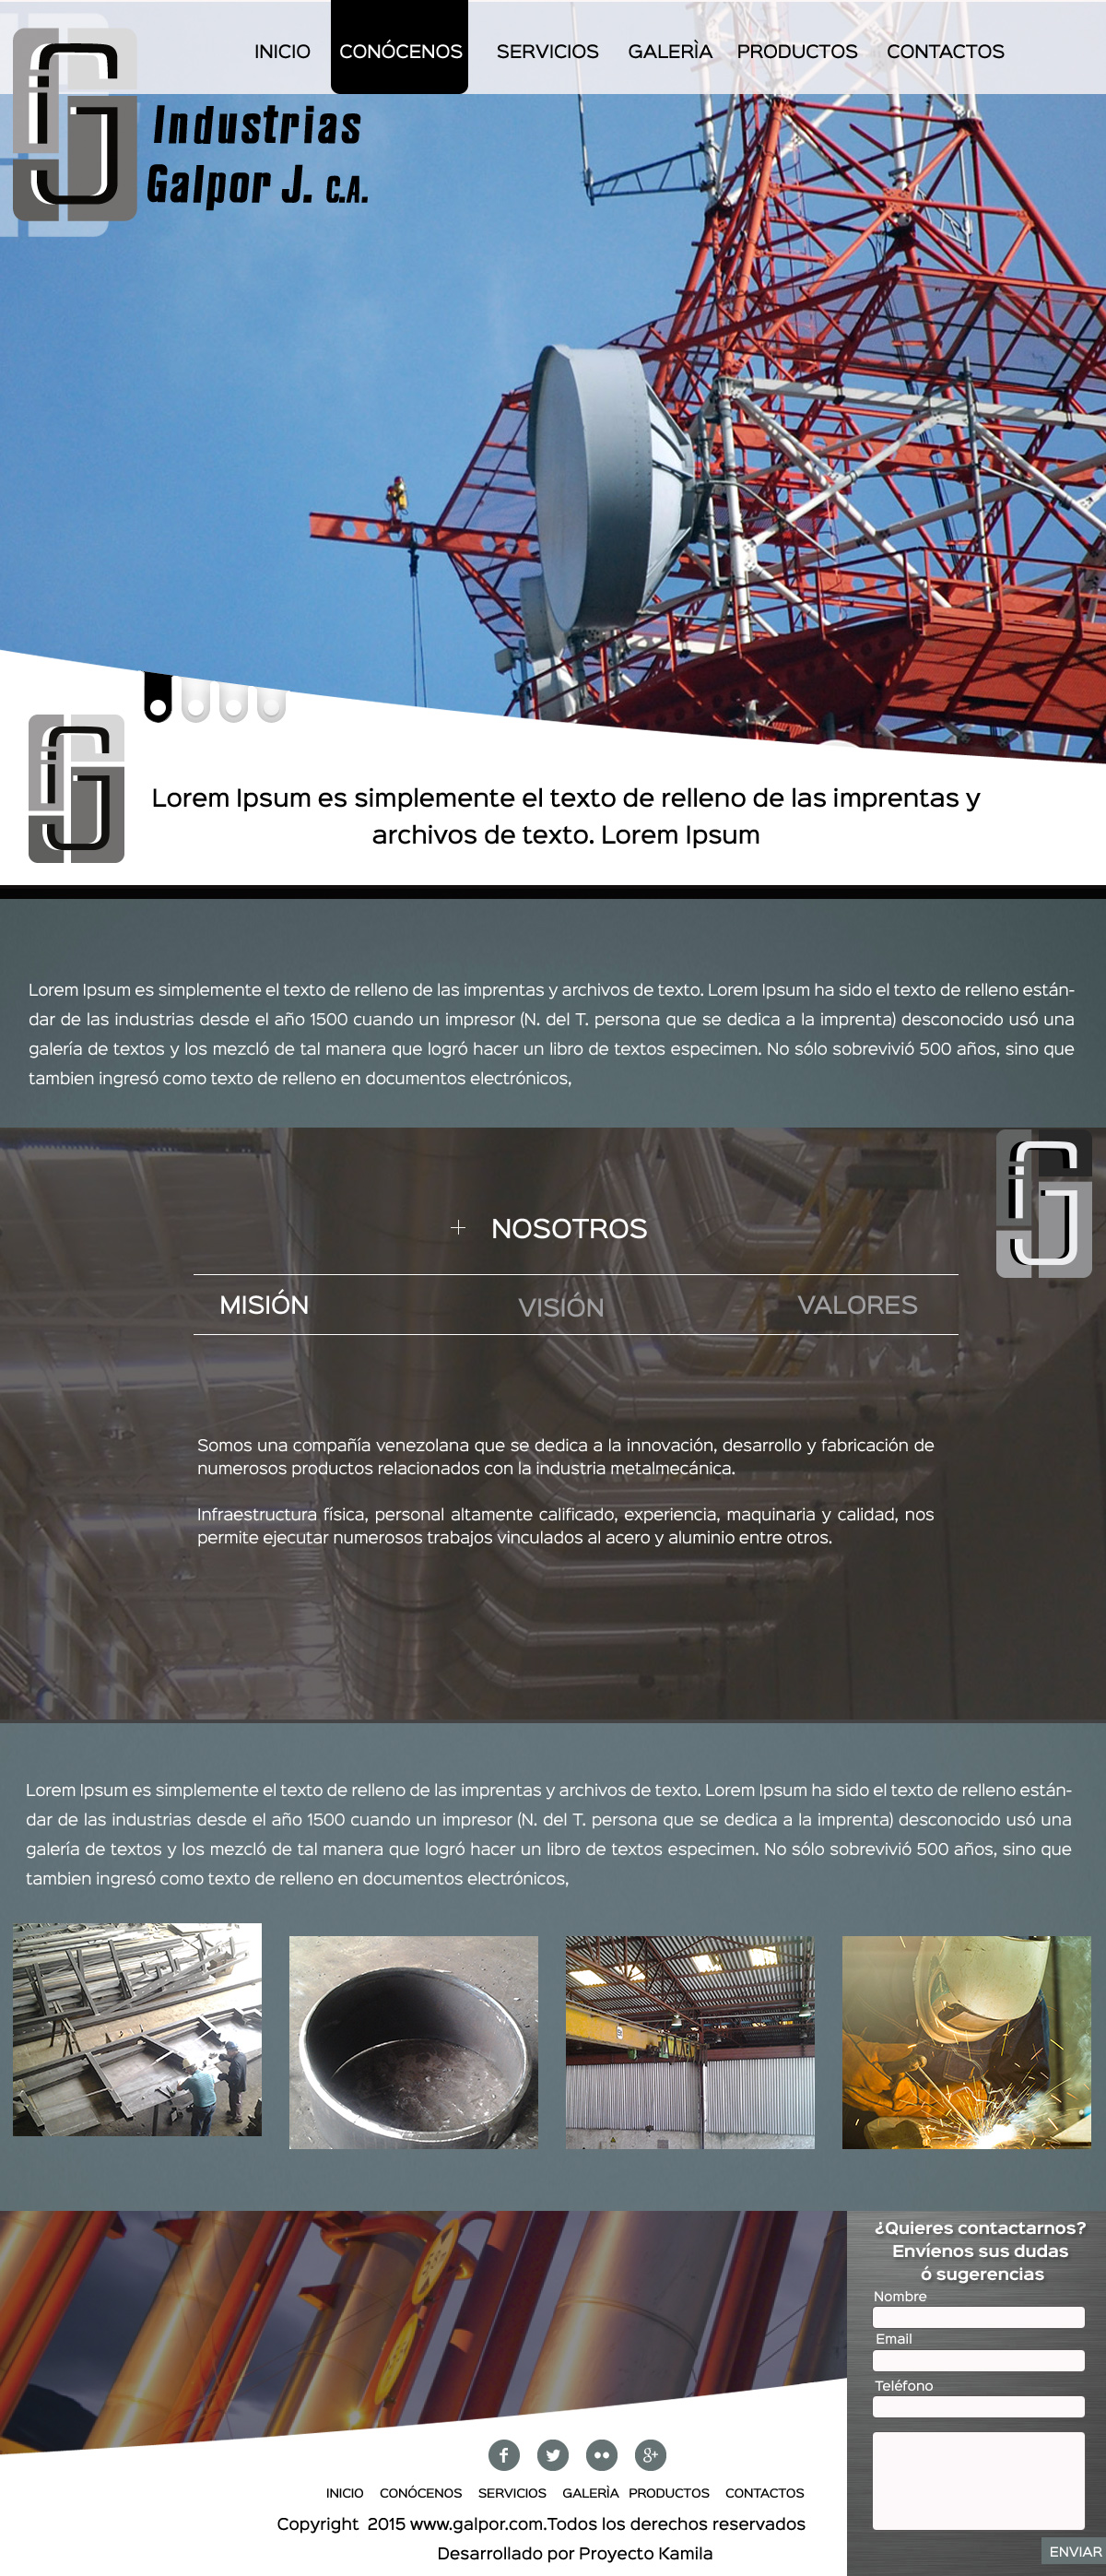 INICIO CONÓCENOS SERVICIOS GALERÌA PRODUCTOS CONTACTOS
Industrias
Galpor J. C.A.
Lorem Ipsum es simplemente el texto de relleno de las imprentas y
archivos de texto. Lorem Ipsum
Lorem Ipsum es simplemente el texto de relleno de las imprentas y archivos de texto. Lorem Ipsum ha sido el texto de relleno están-
dar de las industrias desde el año 1500 cuando un impresor (N. del T. persona que se dedica a la imprenta) desconocido usó una
galería de textos y los mezcló de tal manera que logró hacer un libro de textos especimen. No sólo sobrevivió 500 años, sino que
tambien ingresó como texto de relleno en documentos electrónicos,
NOSOTROS
MISIÓN VISIÓN VALORES
Somos una compañía venezolana que se dedica a la innovación, desarrollo y fabricación de
numerosos productos relacionados con la industria metalmecánica.
Infraestructura física, personal altamente calificado, experiencia, maquinaria y calidad, nos
permite ejecutar numerosos trabajos vinculados al acero y aluminio entre otros.
Lorem Ipsum es simplemente el texto de relleno de las imprentas y archivos de texto. Lorem Ipsum ha sido el texto de relleno están-
dar de las industrias desde el año 1500 cuando un impresor (N. del T. persona que se dedica a la imprenta) desconocido usó una
galería de textos y los mezcló de tal manera que logró hacer un libro de textos especimen. No sólo sobrevivió 500 años, sino que
tambien ingresó como texto de relleno en documentos electrónicos,
¿Quieres contactarnos?
Envíenos sus dudas
ó sugerencias
Nombre
Email
Teléfono
ENVIAR
INICIO CONÓCENOS SERVICIOS GALERÌA PRODUCTOS CONTACTOS
Copyright 2015 www.galpor.com.Todos los derechos reservados
Desarrollado por Proyecto Kamila